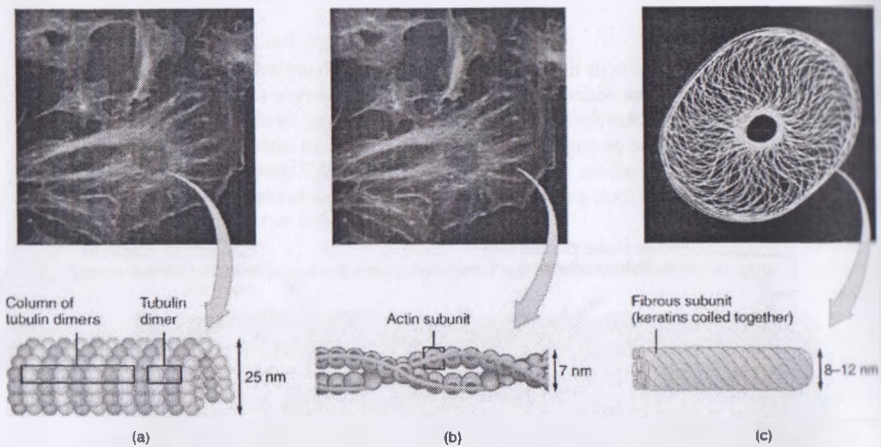 Column of
tubulin dimers
Tubulin
dimer
25 nm
(a)
Actin subunit
7 nm
(b)
Fibrous subunit
(keratins coiled together)
8–12 nm
(c)